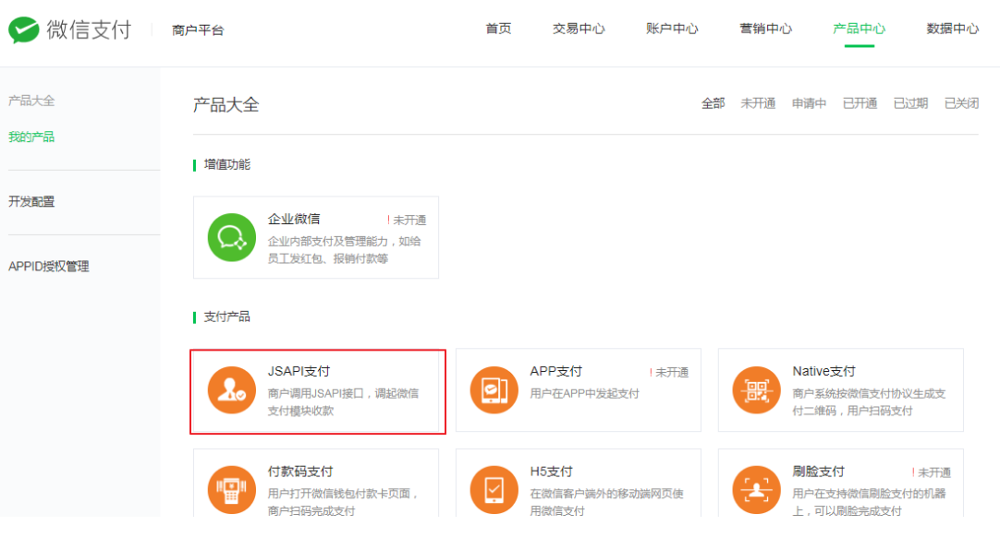 微信支付 商户平台 首页 交易中心 账户中心 营销中心 产品中心 数据中心
产品大全
我的产品
开发配置
APPID授权管理
产品大全 全部 未开通 申请中 已开通 已过期 已关闭
增值功能
企业微信 !未开通
企业内部支付及管理能力，如给
员工发红包、报销付款等
支付产品
JSAPI支付
商户调用JSAPI接口，调起微信
支付模块收款
APP支付 !未开通
用户在APP中发起支付
Native支付
商户系统按微信支付协议生成支
付二维码，用户扫码支付
付款码支付
用户打开微信钱包付款卡页面，
商户扫码完成支付
H5支付
在微信客户端外的移动端网页使
用微信支付
刷脸支付 !未开通
用户在支持微信刷脸支付的机器
上，可以刷脸完成支付